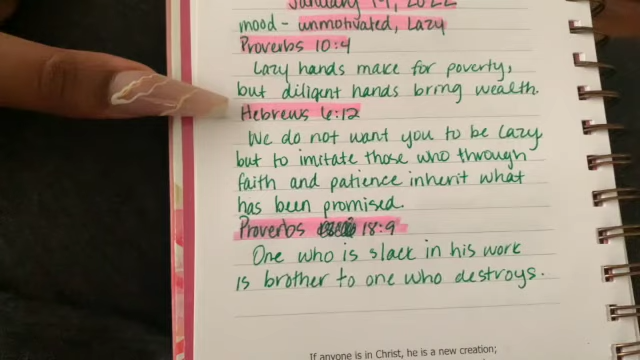 January 2022
mood - unmotivated, Lazy
Proverbs 10:4
Lazy hands make for poverty,
but diligent hands bring wealth.
Hebrews 6:12
We do not want you to be lazy
but to imitate those who through
faith and patience inherit what
has been promised.
Proverbs 18:9
One who is slack in his work
is brother to one who destroys.
If anyone is in Christ, he is a new creation;